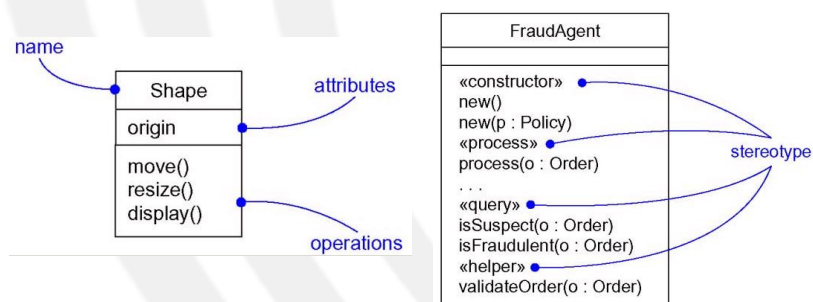 name
Shape
attributes
origin
move()
resize()
display()
operations
FraudAgent
«constructor»
new()
new(p : Policy)
«process»
process(o : Order)
. . .
«query»
isSuspect(o : Order)
isFraudulent(o : Order)
«helper»
validateOrder(o : Order)
stereotype